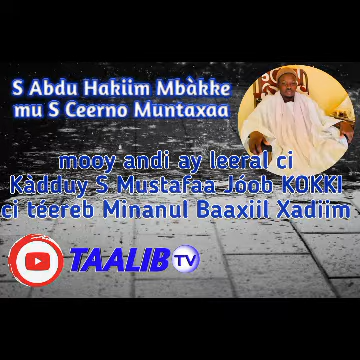 S Abdu Hakiim Mbàkke
mu S Ceerno Muntaxaa
mooy andi ay leeral ci
Kàdduy S Mustafaa Jóob KOKKI
ci téereb Minanul Baaxiil Xadiim
TAALIB TV